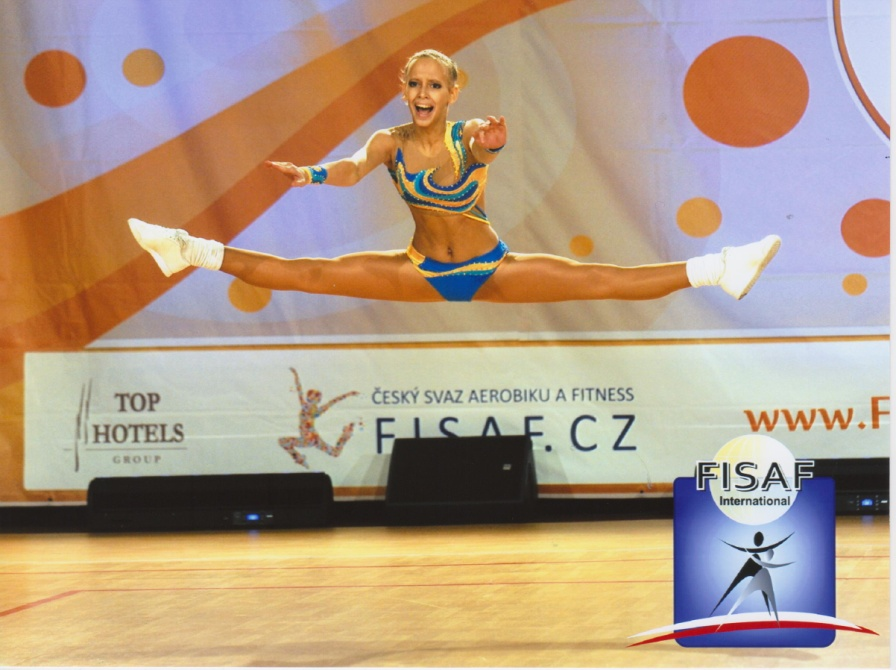 TOP
HOTELS
GROUP
ČESKÝ SVAZ AEROBIKU A FITNESS
FISAF.CZ
www.F
FISAF
International